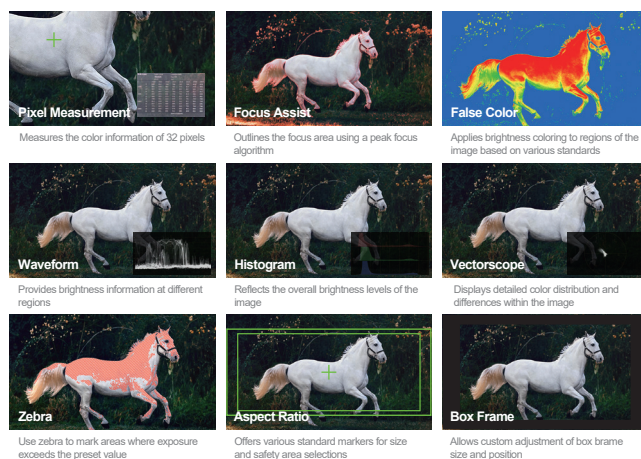 Pixel Measurement
Measures the color information of 32 pixels
Focus Assist
Outlines the focus area using a peak focus
algorithm
False Color
Applies brightness coloring to regions of the
image based on various standards
Waveform
Provides brightness information at different
regions
Histogram
Reflects the overall brightness levels of the
image
Vectorscope
Displays detailed color distribution and
differences within the image
Zebra
Use zebra to mark areas where exposure
exceeds the preset value
Aspect Ratio
Offers various standard markers for size
and safety area selections
Box Frame
Allows custom adjustment of box brame
size and position